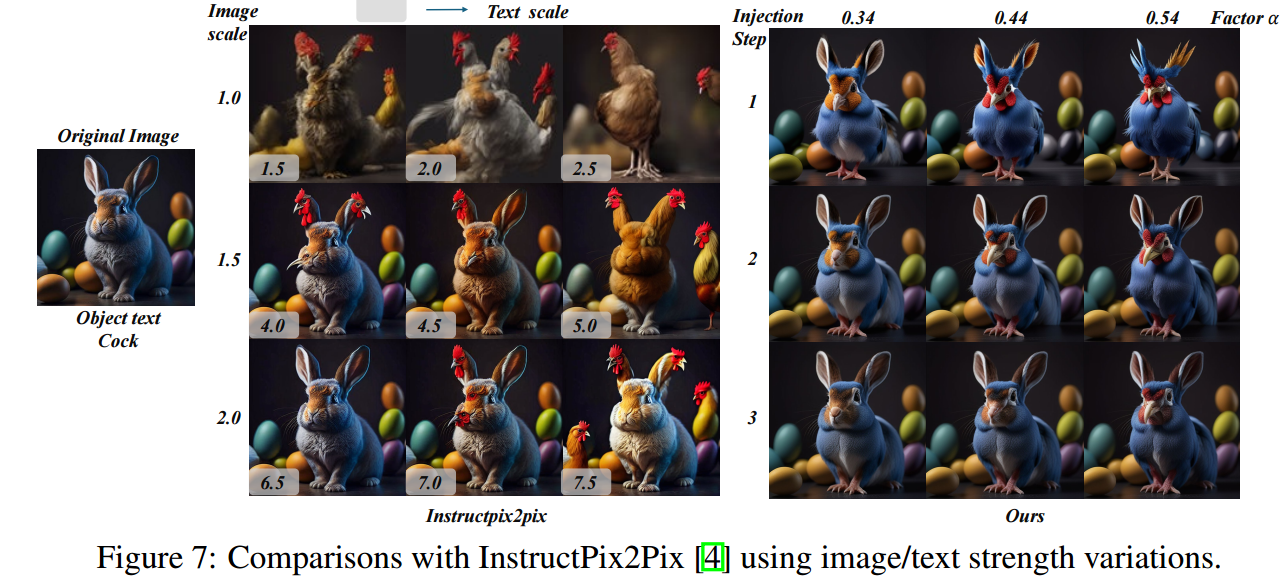 Image scale
Text scale
Injection Step
0.34
0.44
0.54
Factor α
Original Image
Object text
Cock
1.0
1.5
2.0
2.5
1.5
4.0
4.5
5.0
2.0
6.5
7.0
7.5
1
2
3
Instructpix2pix
Ours
Figure 7: Comparisons with InstructPix2Pix [4] using image/text strength variations.